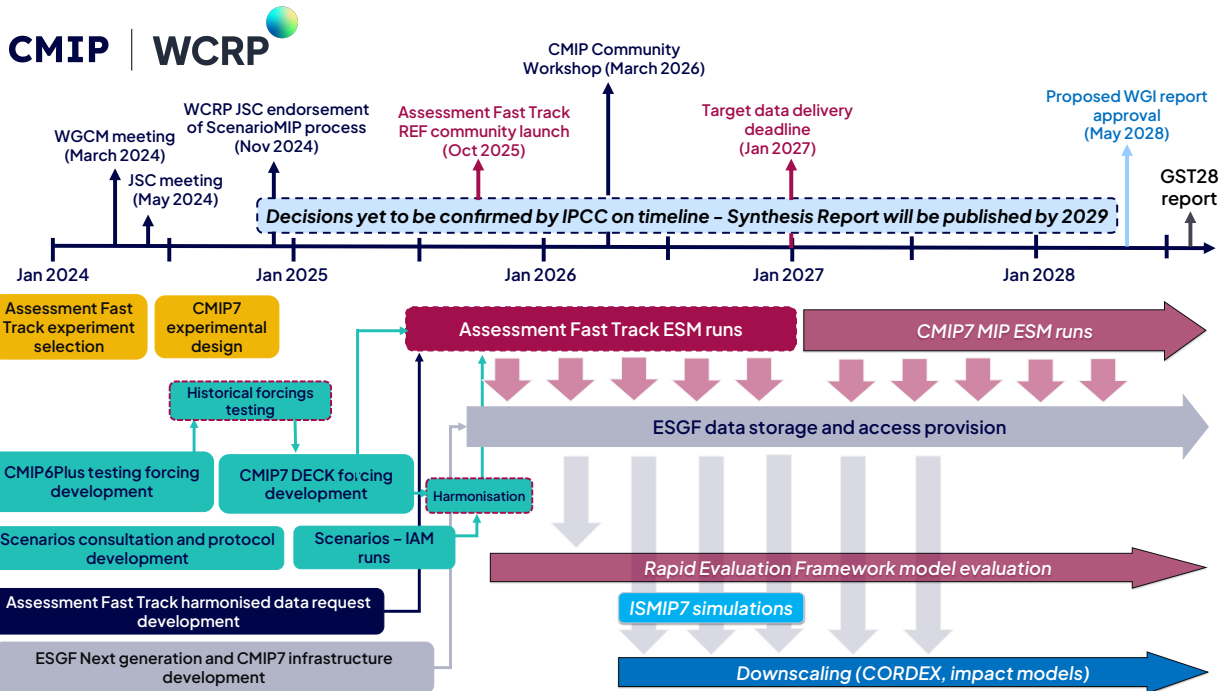 CMIP | WCRP
CMIP Community
Workshop (March 2026)
WCRP JSC endorsement
of ScenarioMIP process
(Nov 2024)
Assessment Fast Track
REF community launch
(Oct 2025)
Target data delivery
deadline
(Jan 2027)
Proposed WGI report
approval
(May 2028)
WGCM meeting
(March 2024)
JSC meeting
(May 2024)
GST28
report
Decisions yet to be confirmed by IPCC on timeline – Synthesis Report will be published by 2029
Jan 2024
Jan 2025
Jan 2026
Jan 2027
Jan 2028
Assessment Fast
Track experiment
selection
CMIP7
experimental
design
Assessment Fast Track ESM runs
CMIP7 MIP ESM runs
Historical forcings
testing
ESGF data storage and access provision
CMIP6Plus testing forcing
development
CMIP7 DECK forcing
development
Harmonisation
Scenarios consultation and protocol
development
Scenarios – IAM
runs
Rapid Evaluation Framework model evaluation
Assessment Fast Track harmonised data request
development
ISMIP7 simulations
ESGF Next generation and CMIP7 infrastructure
development
Downscaling (CORDEX, impact models)